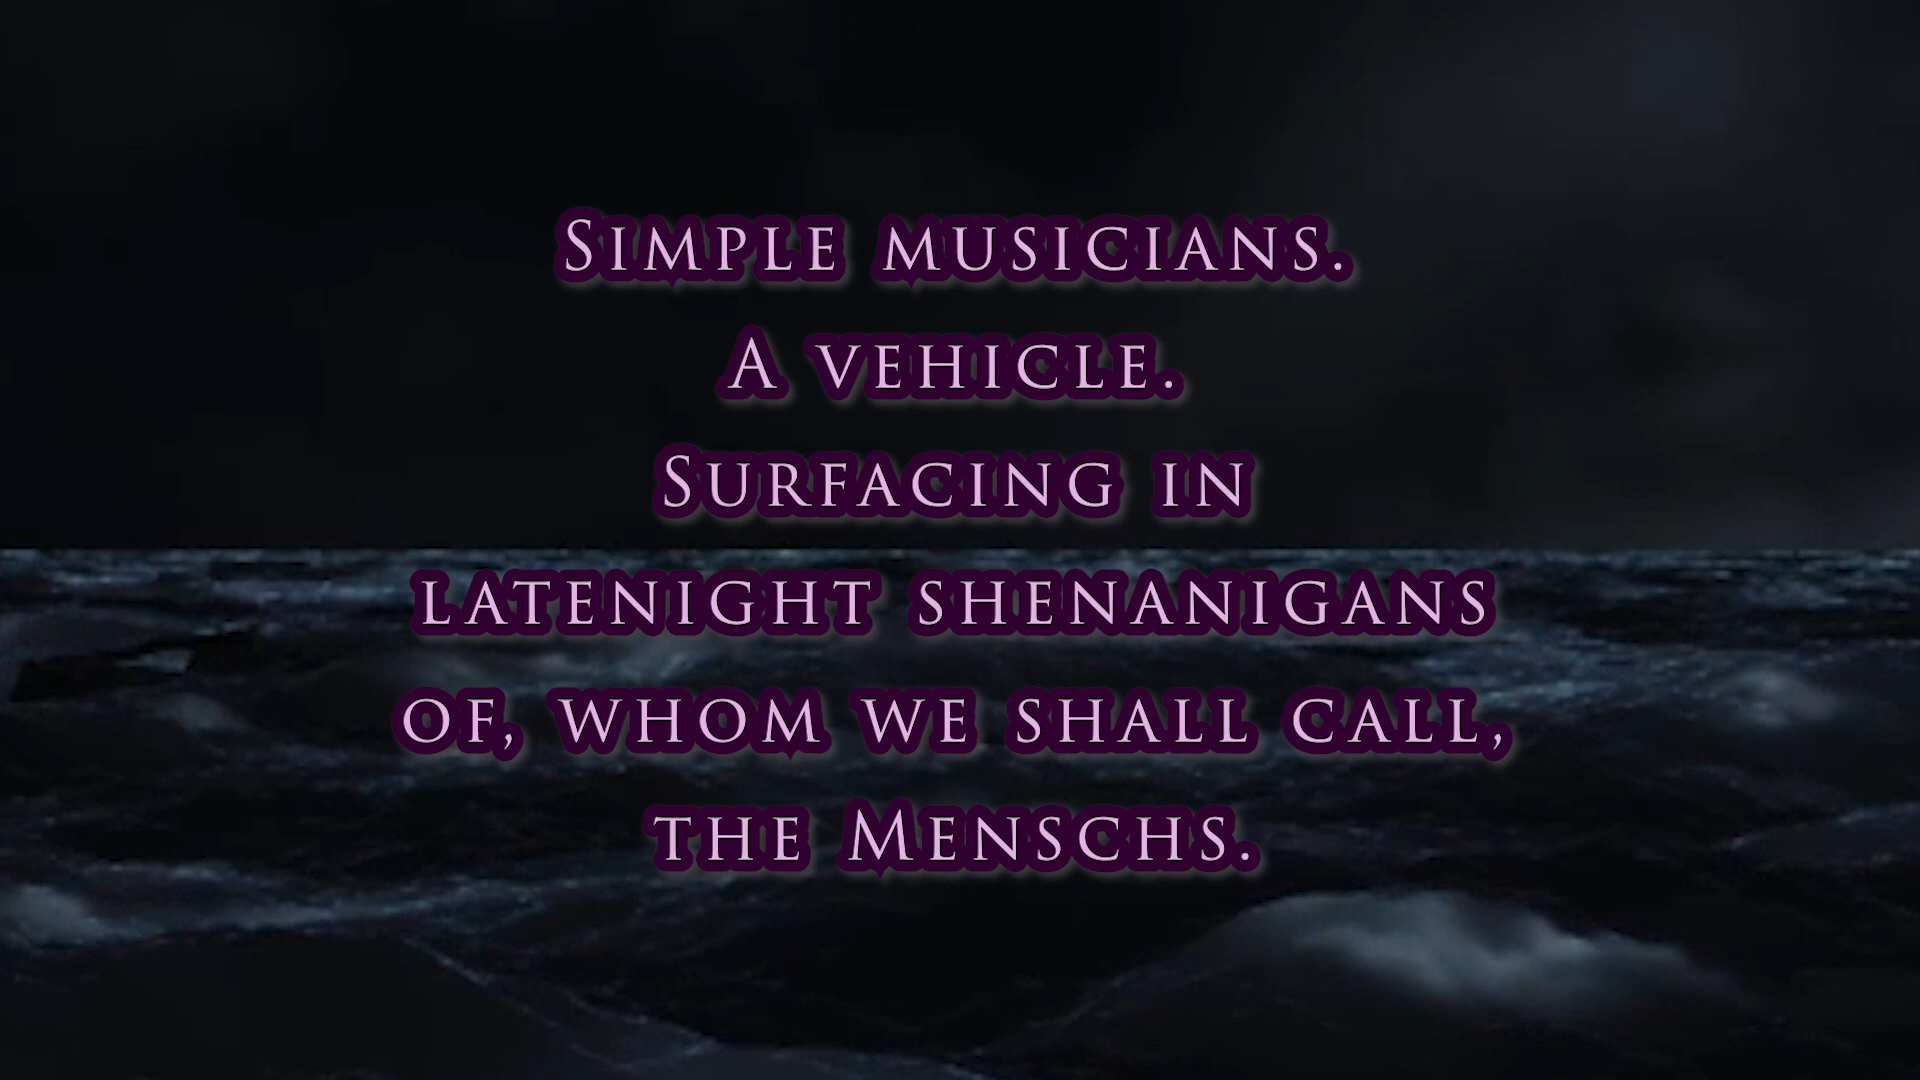 Simple musicians.
A vehicle.
Surfacing in
latenight shenanigans
of, whom we shall call,
the Menschs.